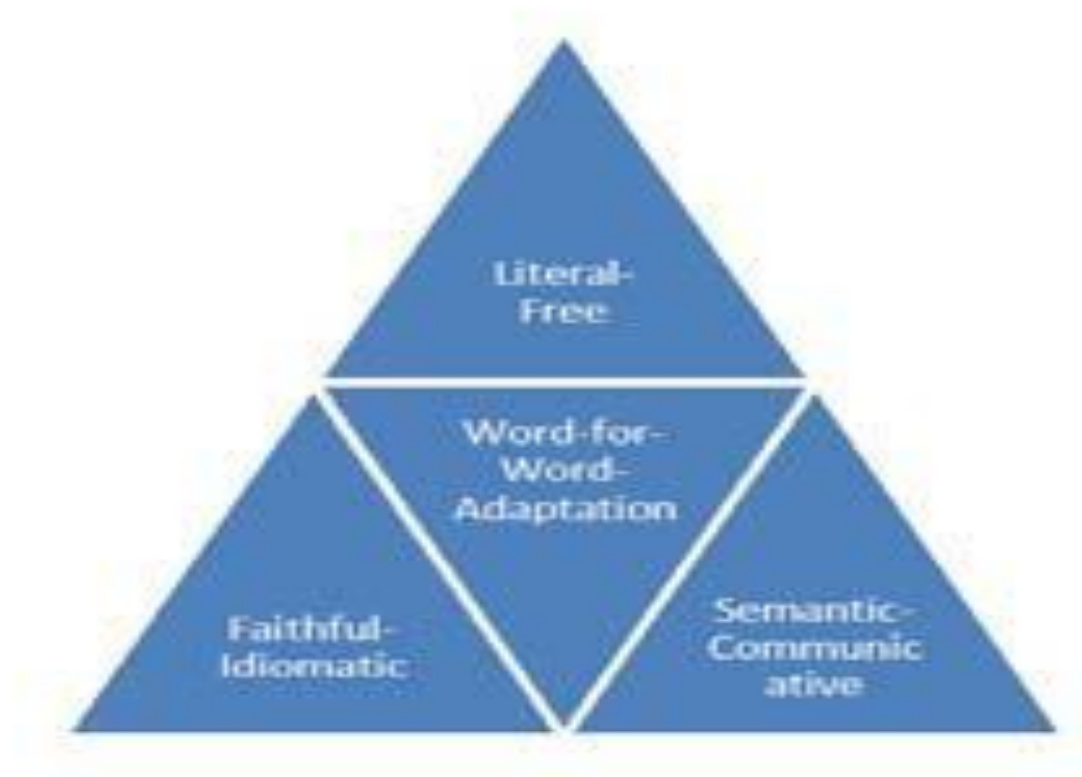 Literal-
Free
Word-for-
Word-
Adaptation
Faithful-
Idiomatic
Semantic-
Communic
ative